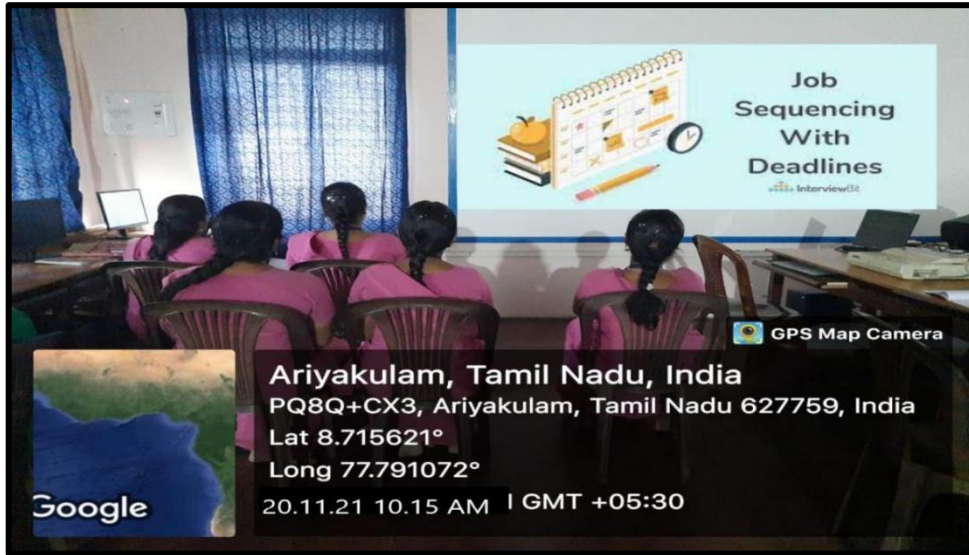 Job
Sequencing
With
Deadlines
InterviewBit
GPS Map Camera
Ariyakulam, Tamil Nadu, India
PQ8Q+CX3, Ariyakulam, Tamil Nadu 627759, India
Lat 8.715621°
Long 77.791072°
20.11.21 10.15 AM I GMT +05:30
Google